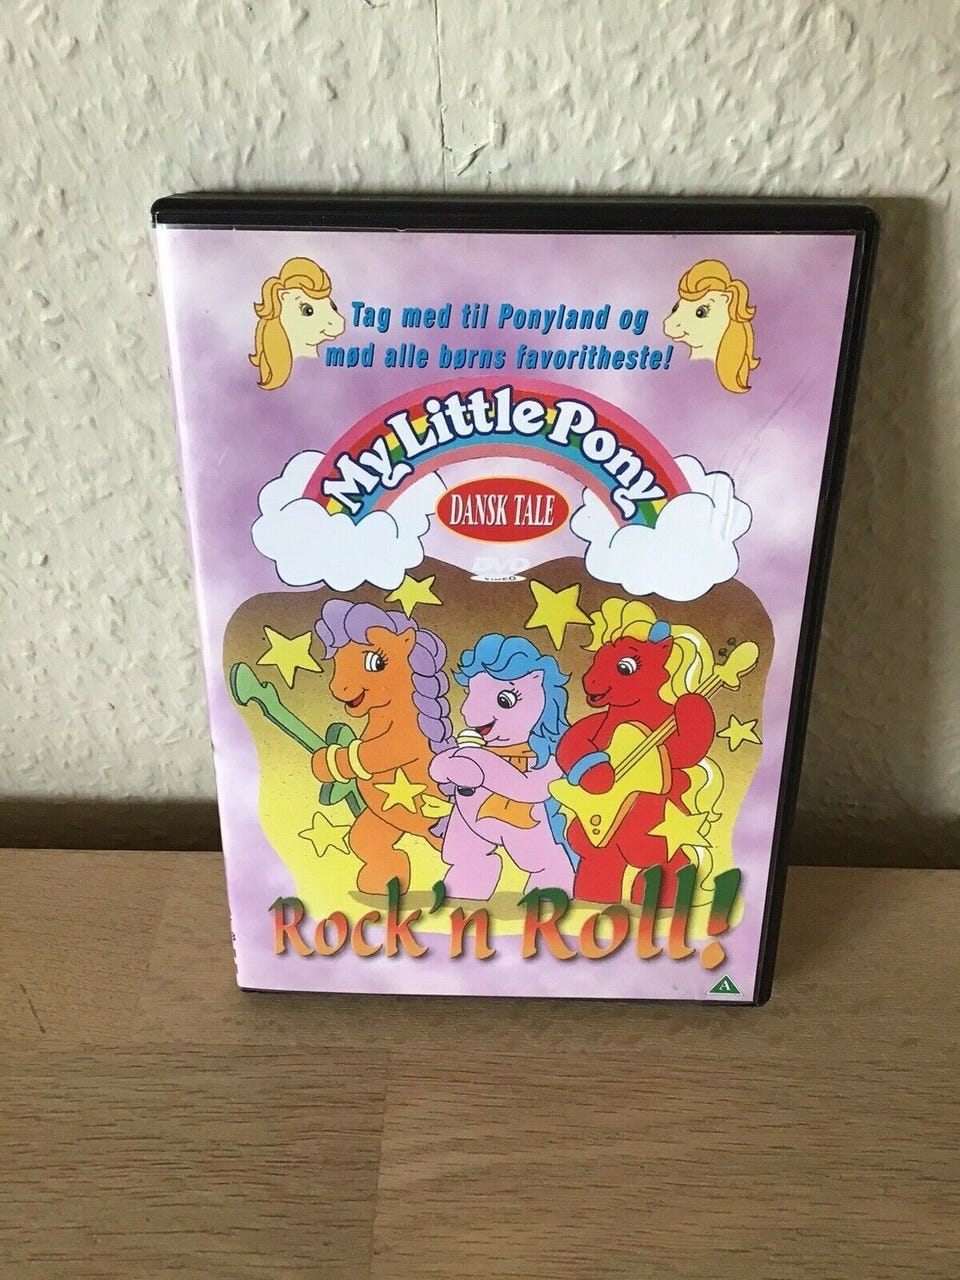 Tag med til Ponyland og
mød alle børns favoritheste!
My Little Pony
DANSK TALE
DVD
VIDEO
Rock'n Roll!
A